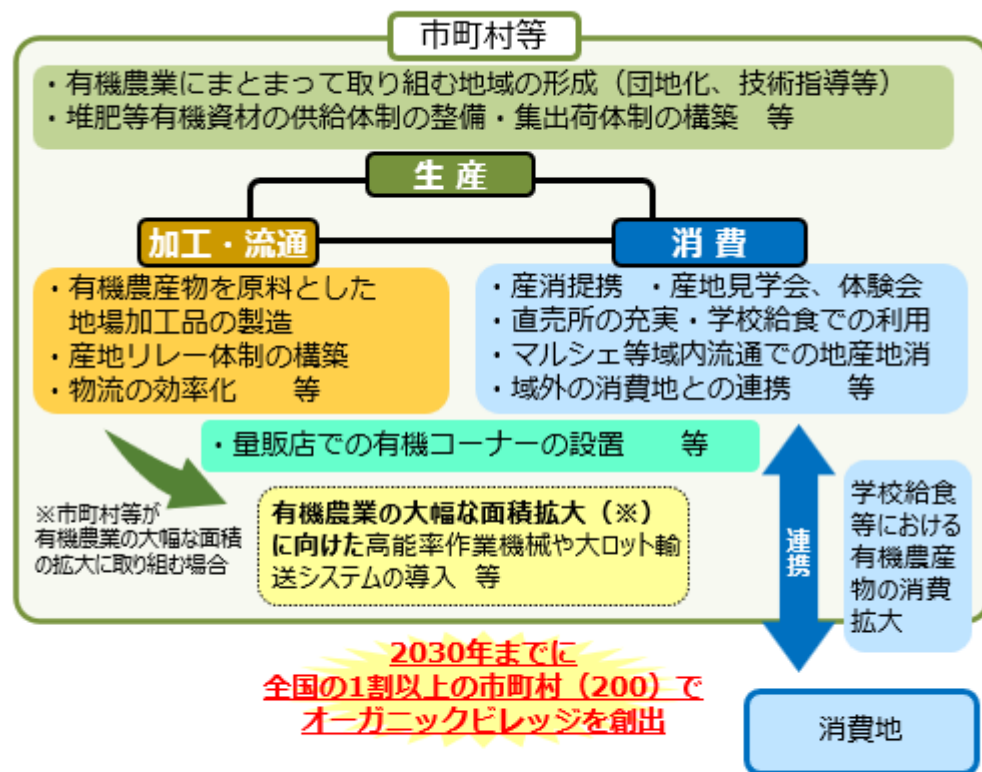 市町村等
・有機農業にまとまって取り組む地域の形成（団地化、技術指導等）
・堆肥等有機資材の供給体制の整備・集出荷体制の構築　等
生 産
加工・流通
消 費
・有機農産物を原料とした
地場加工品の製造
・産地リレー体制の構築
・物流の効率化　　等
・産消提携　・産地見学会、体験会
・直売所の充実・学校給食での利用
・マルシェ等域内流通での地産地消
・域外の消費地との連携　　等
・量販店での有機コーナーの設置　　等
※市町村等が
有機農業の大幅な面積
の拡大に取り組む場合
有機農業の大幅な面積拡大（※）
に向けた高能率作業機械や大ロット輸
送システムの導入　等
連携
学校給食
等における
有機農産
物の消費
拡大
2030年までに
全国の1割以上の市町村（200）で
オーガニックビレッジを創出
消費地